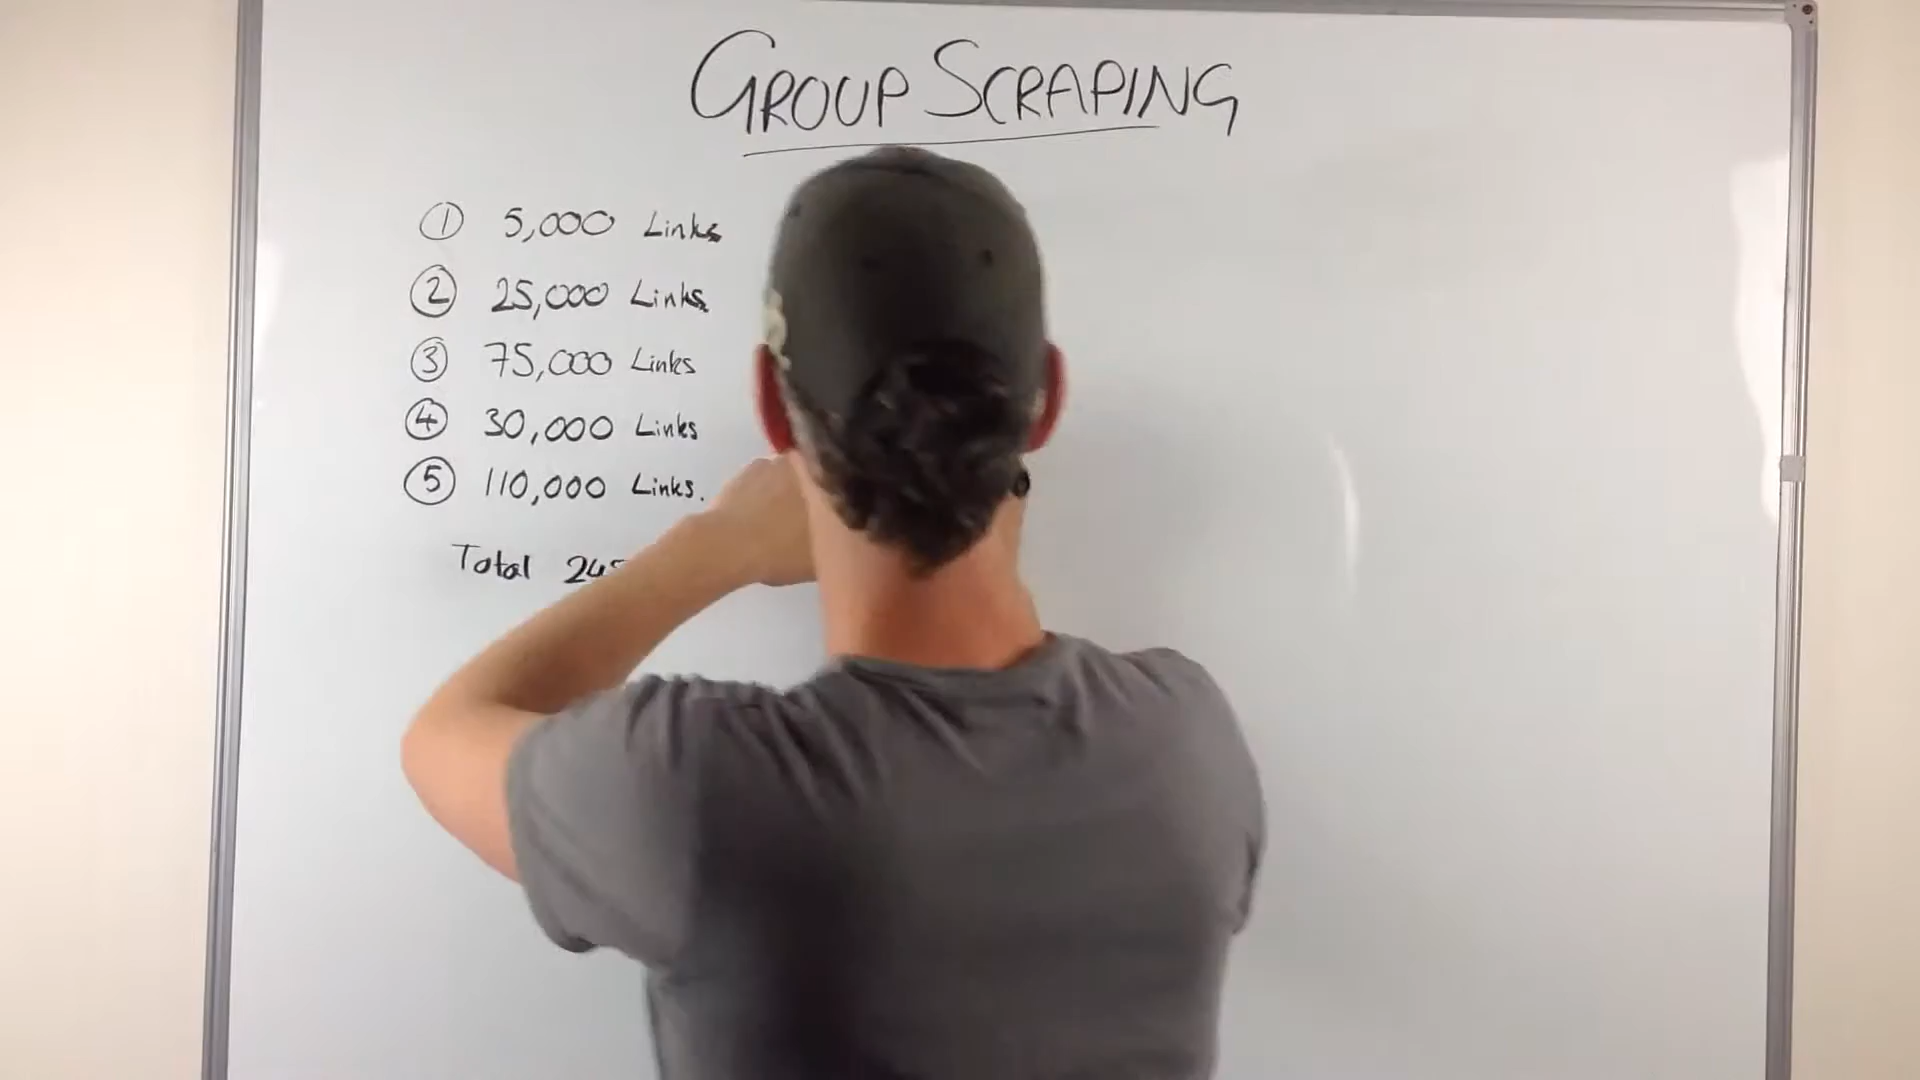 GROUP SCRAPING
① 5,000 Links
② 25,000 Links
③ 75,000 Links
④ 30,000 Links
⑤ 110,000 Links.
Total